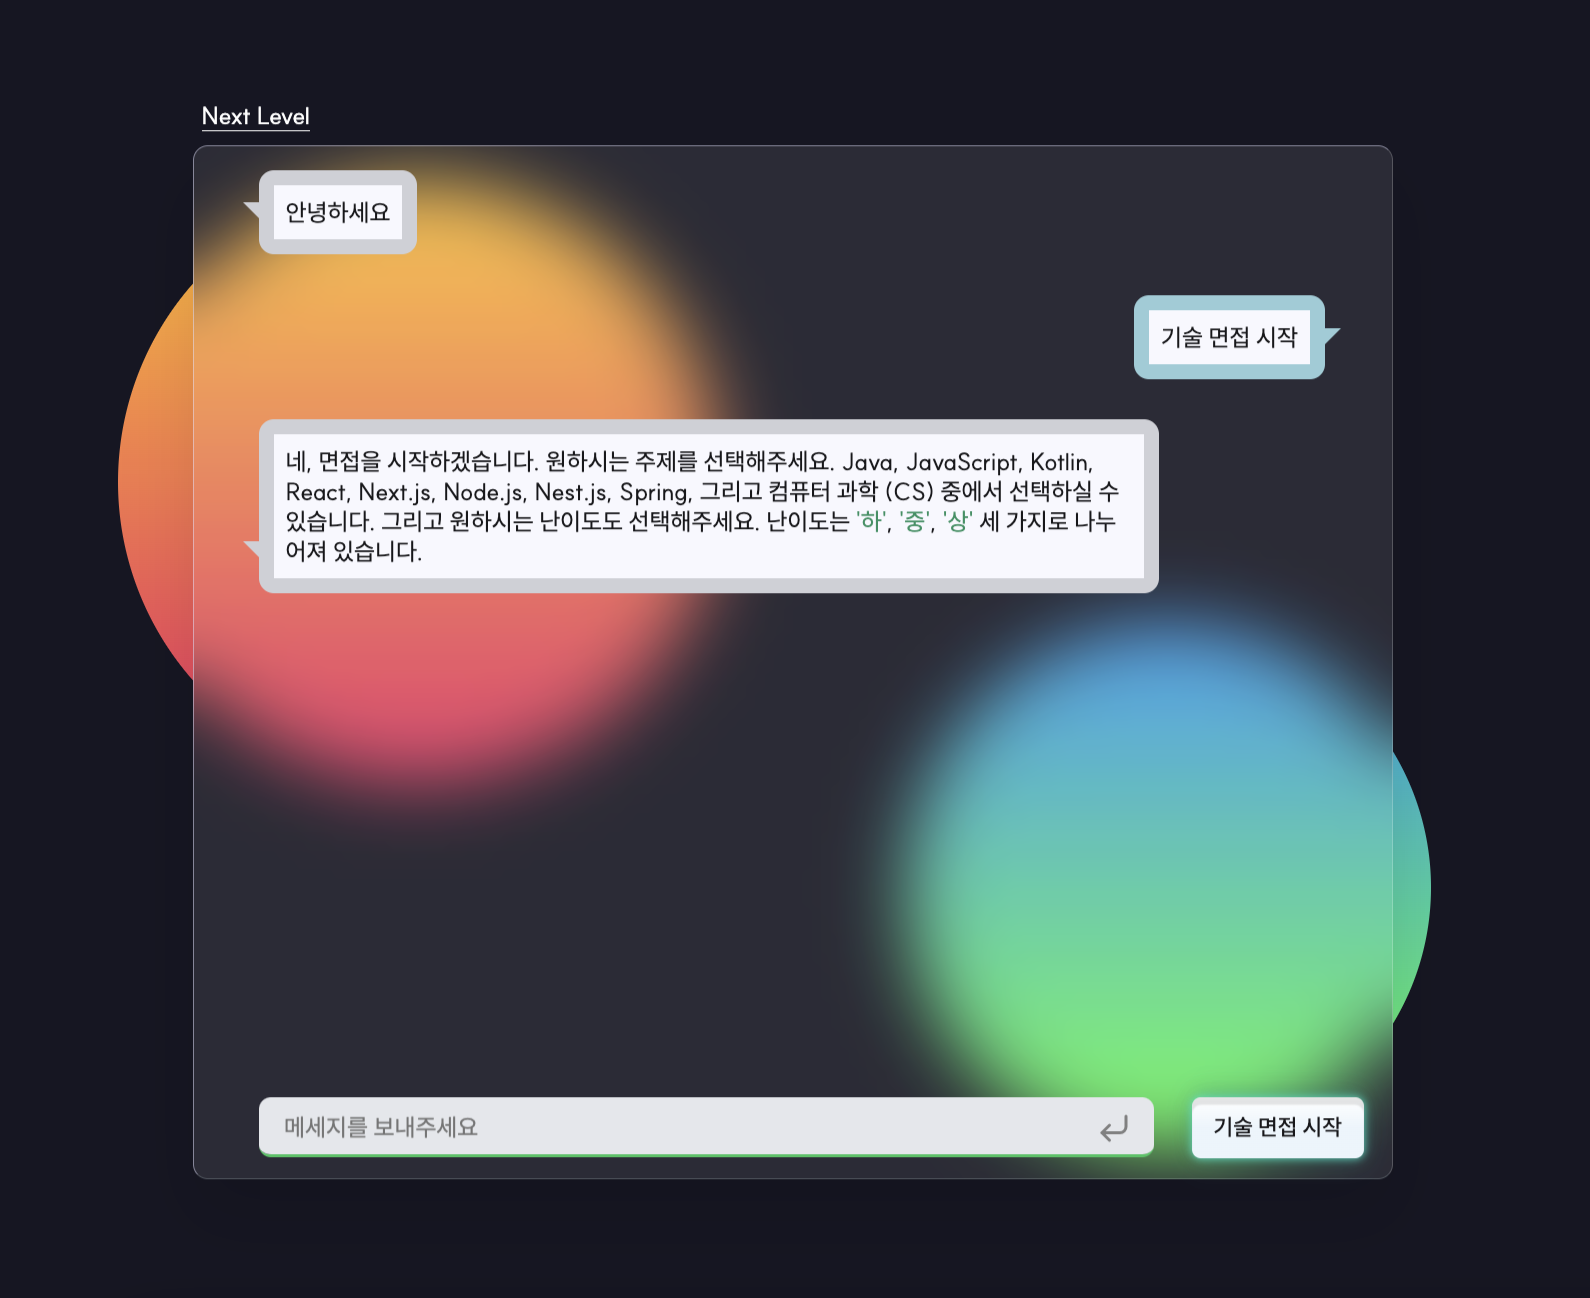 Next Level
안녕하세요
기술 면접 시작
네, 면접을 시작하겠습니다. 원하시는 주제를 선택해주세요. Java, JavaScript, Kotlin,
React, Next.js, Node.js, Nest.js, Spring, 그리고 컴퓨터 과학 (CS) 중에서 선택하실 수
있습니다. 그리고 원하시는 난이도도 선택해주세요. 난이도는 '하', '중', '상' 세 가지로 나누
어져 있습니다.
메세지를 보내주세요
기술 면접 시작